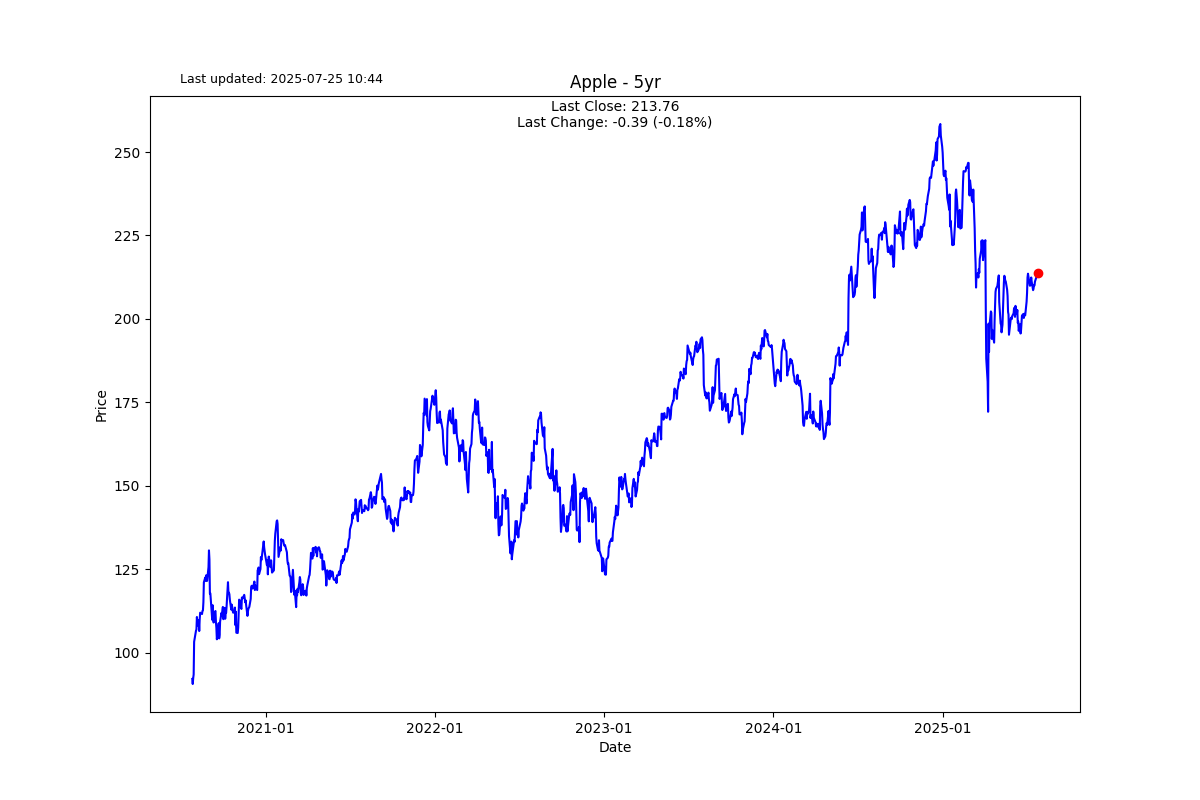 Last updated: 2025-07-25 10:44
Apple - 5yr
Last Close: 213.76
Last Change: -0.39 (-0.18%)
250
225
200
175
150
125
100
Price
2021-01
2022-01
2023-01
2024-01
2025-01
Date